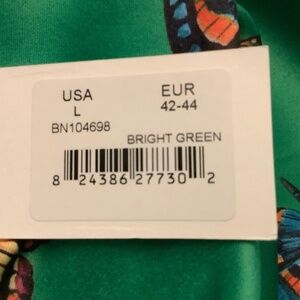 USA EUR
L 42-44
BN104698
BRIGHT GREEN
8 24386 27730 2